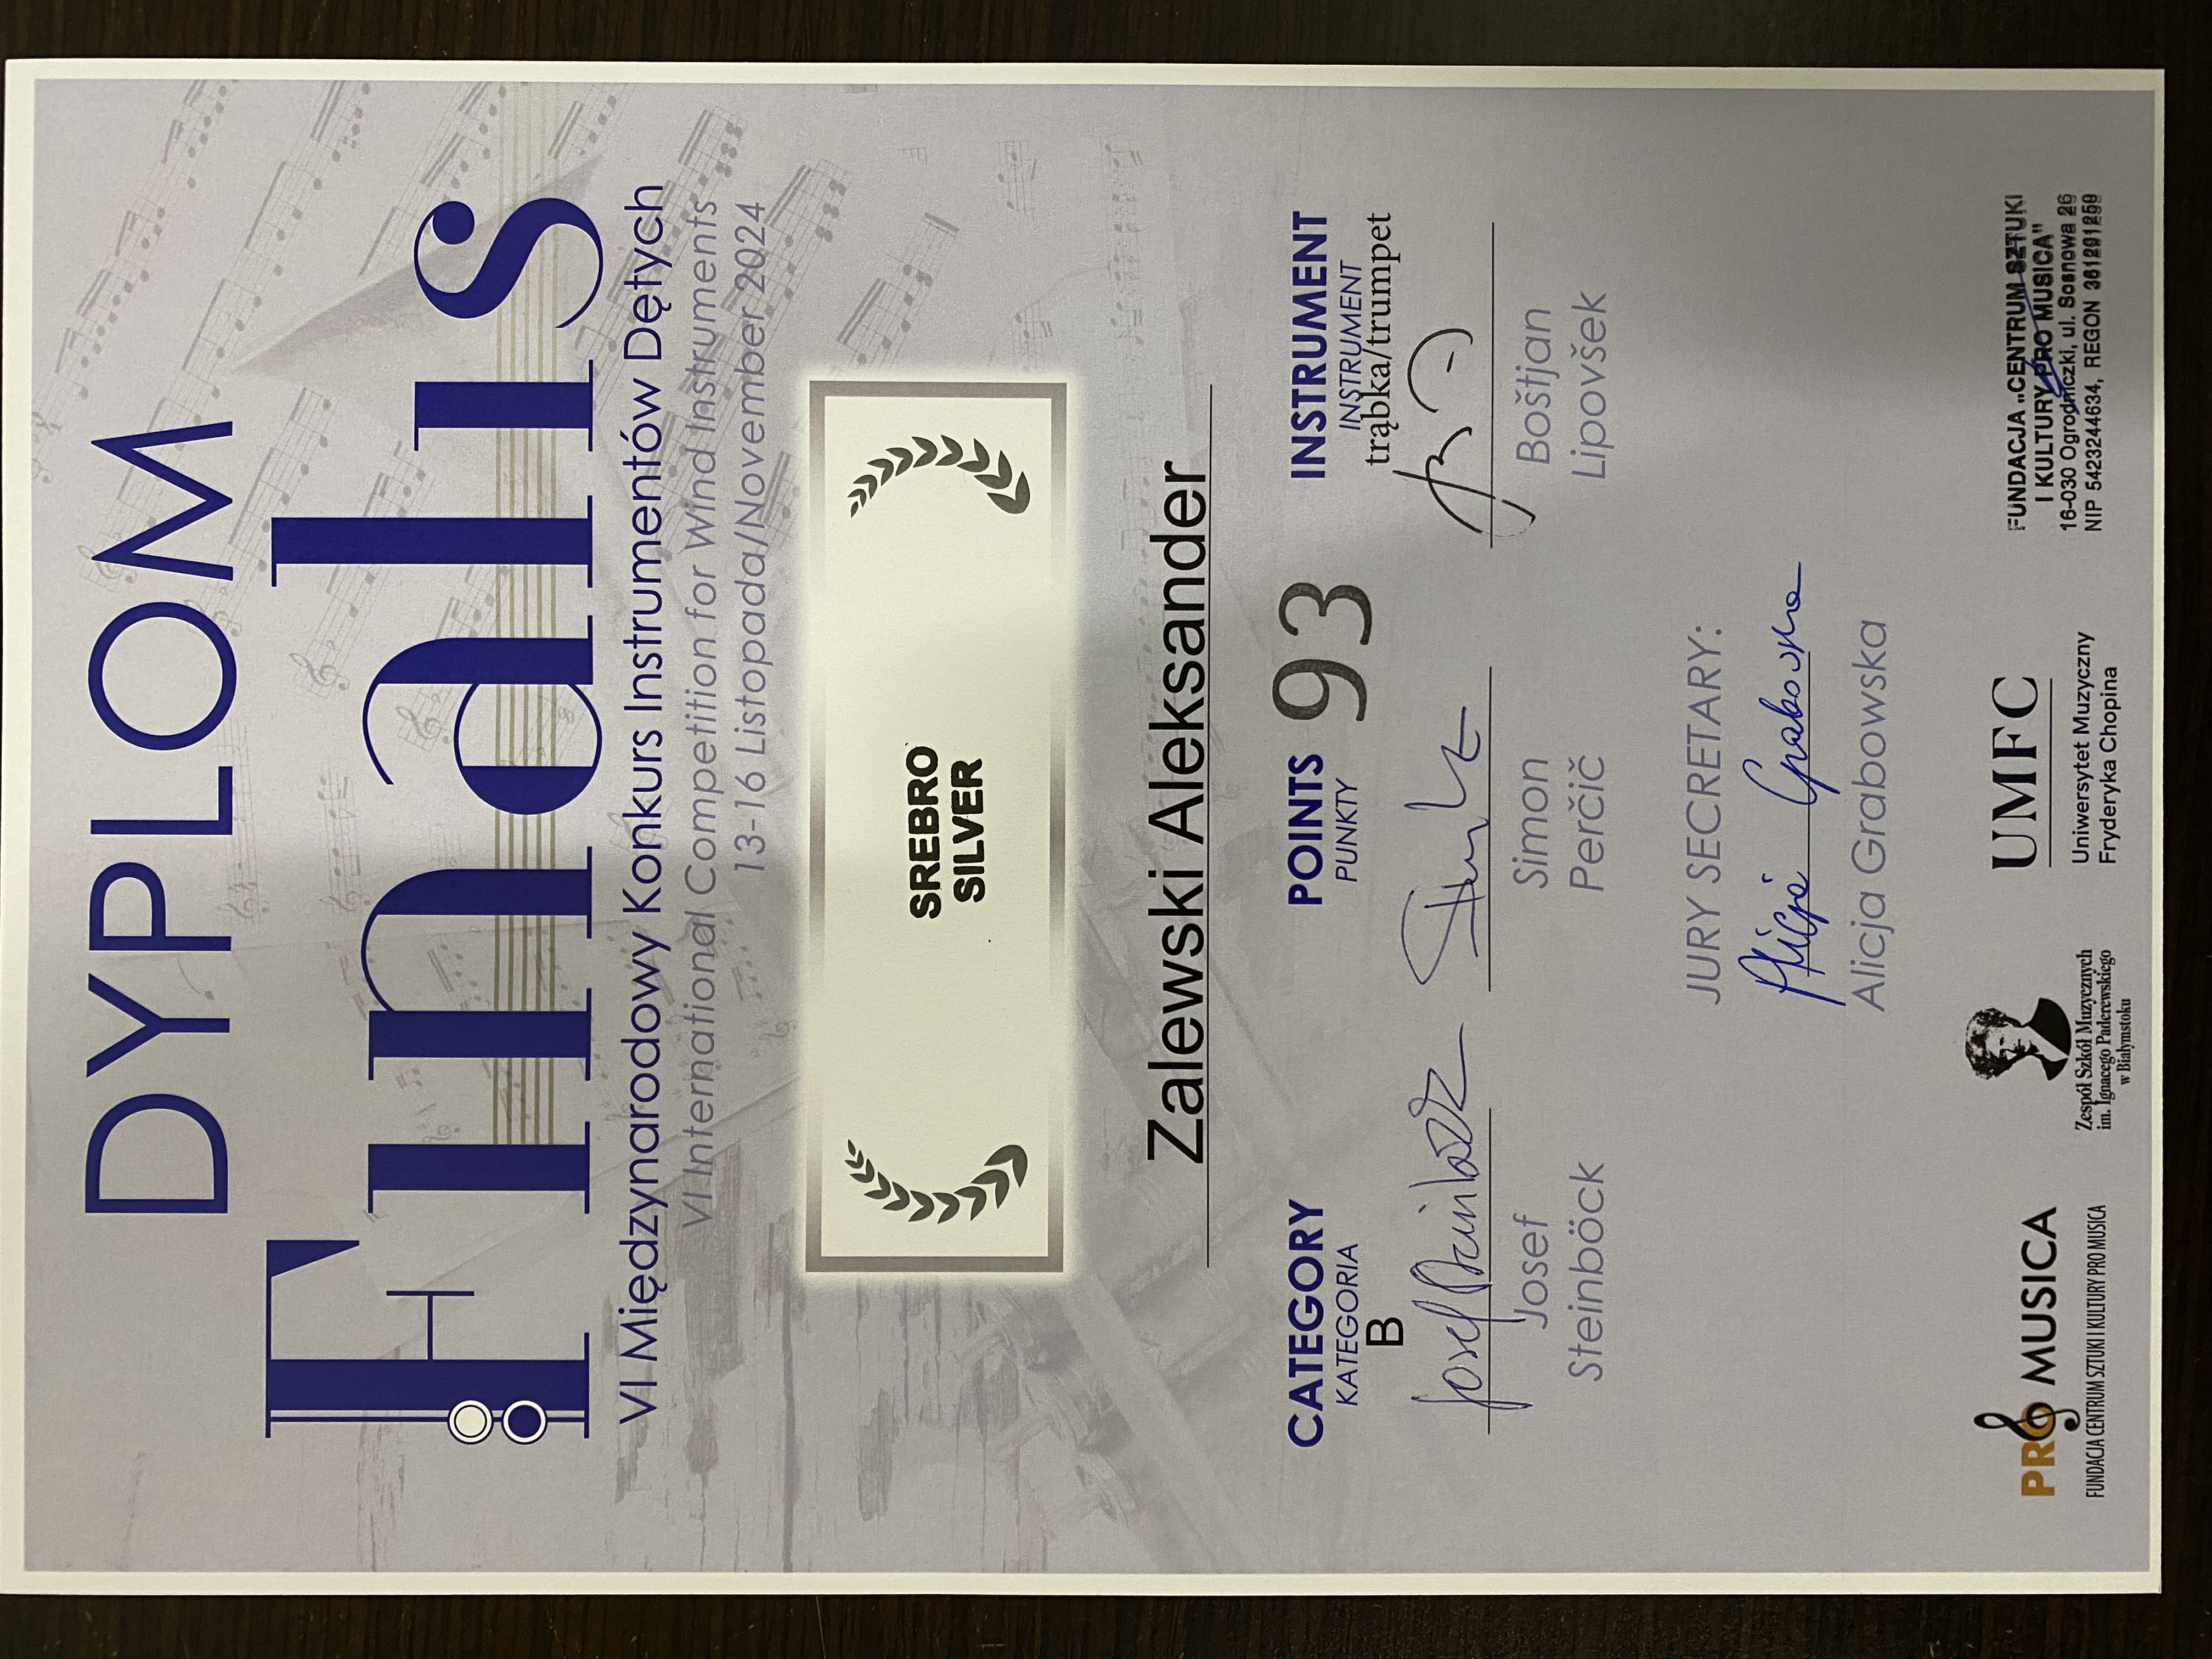 DYPLOM
Finalis
VI Międzynarodowy Konkurs Instrumentów Dętych
VI International Competition for Wind Instruments
13-16 Listopada/November 2024
SREBRO
SILVER
Zalewski Aleksander
CATEGORY POINTS 93 INSTRUMENT
KATEGORIA PUNKTY INSTRUMENT
B trąbka/trumpet
Josef Simon Boštjan
Steinböck Perčič Lipovšek
JURY SECRETARY:
Alicja Grabowska
Alicja Grabowska
PRO MUSICA
FUNDACJA CENTRUM SZTUKI I KULTURY PRO MUSICA
Zespół Szkół Muzycznych
im. Ignacego Paderewskiego
w Białymstoku
UMFC
Uniwersytet Muzyczny
Fryderyka Chopina
FUNDACJA „CENTRUM SZTUKI
I KULTURY PRO MUSICA"
16-030 Ogrodniczki, ul. Sosnowa 26
NIP 5423244634, REGON 361291259